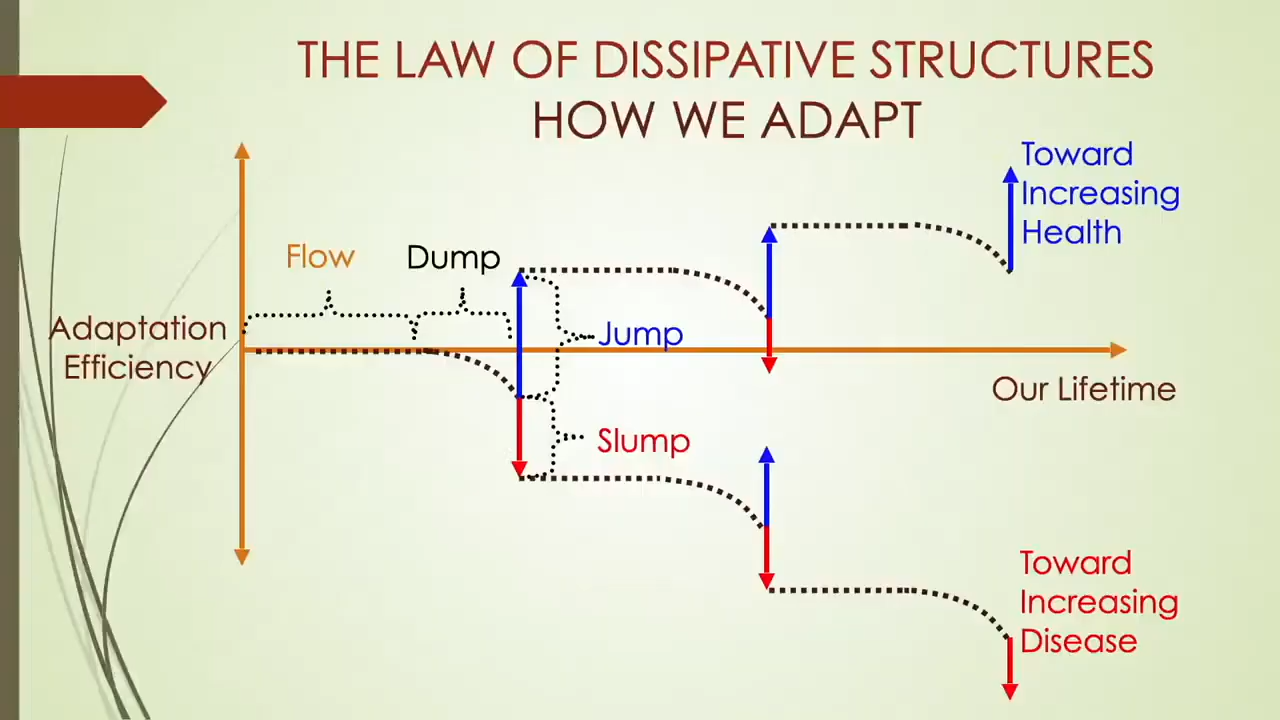 THE LAW OF DISSIPATIVE STRUCTURES
HOW WE ADAPT
Toward
Increasing
Health
Flow
Dump
Adaptation
Efficiency
Jump
Our Lifetime
Slump
Toward
Increasing
Disease